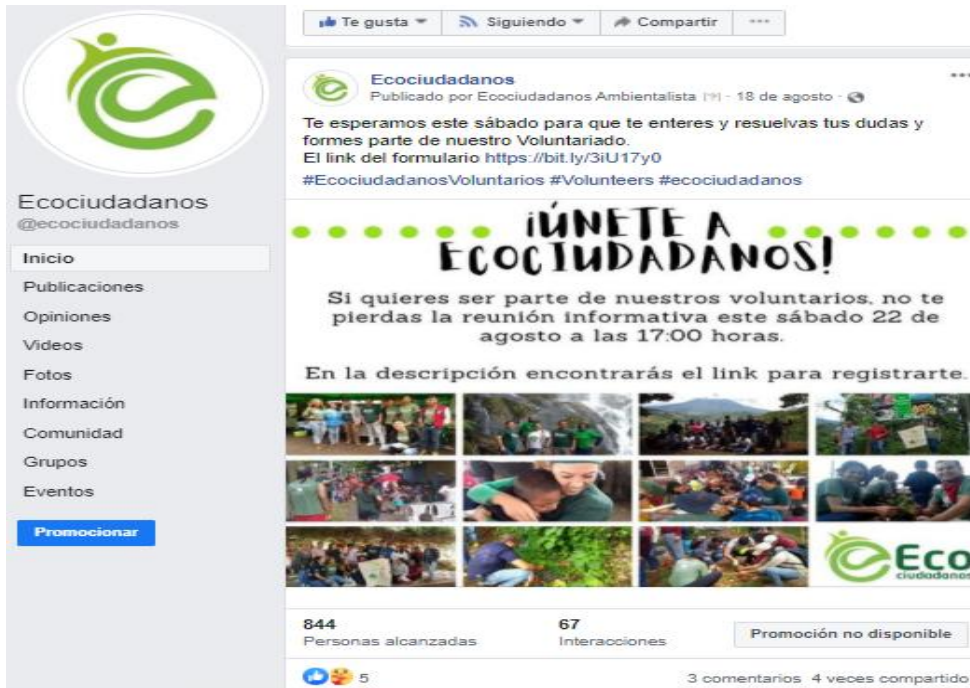 Te gusta Siguiendo Compartir ...
Ecociudadanos
@ecociudadanos
Inicio
Publicaciones
Opiniones
Videos
Fotos
Información
Comunidad
Grupos
Eventos
Promocionar
Ecociudadanos
Publicado por Ecociudadanos Ambientalista [?] · 18 de agosto ·
Te esperamos este sábado para que te enteres y resuelvas tus dudas y
formes parte de nuestro Voluntariado.
El link del formulario https://bit.ly/3iU17y0
#EcociudadanosVoluntarios #Volunteers #ecociudadanos
¡ÚNETE A
ECOCIUDADANOS!
Si quieres ser parte de nuestros voluntarios, no te
pierdas la reunión informativa este sábado 22 de
agosto a las 17:00 horas.
En la descripción encontrarás el link para registrarte.
Eco
ciudadanos
844
Personas alcanzadas
67
Interacciones
Promoción no disponible
5
3 comentarios 4 veces compartido